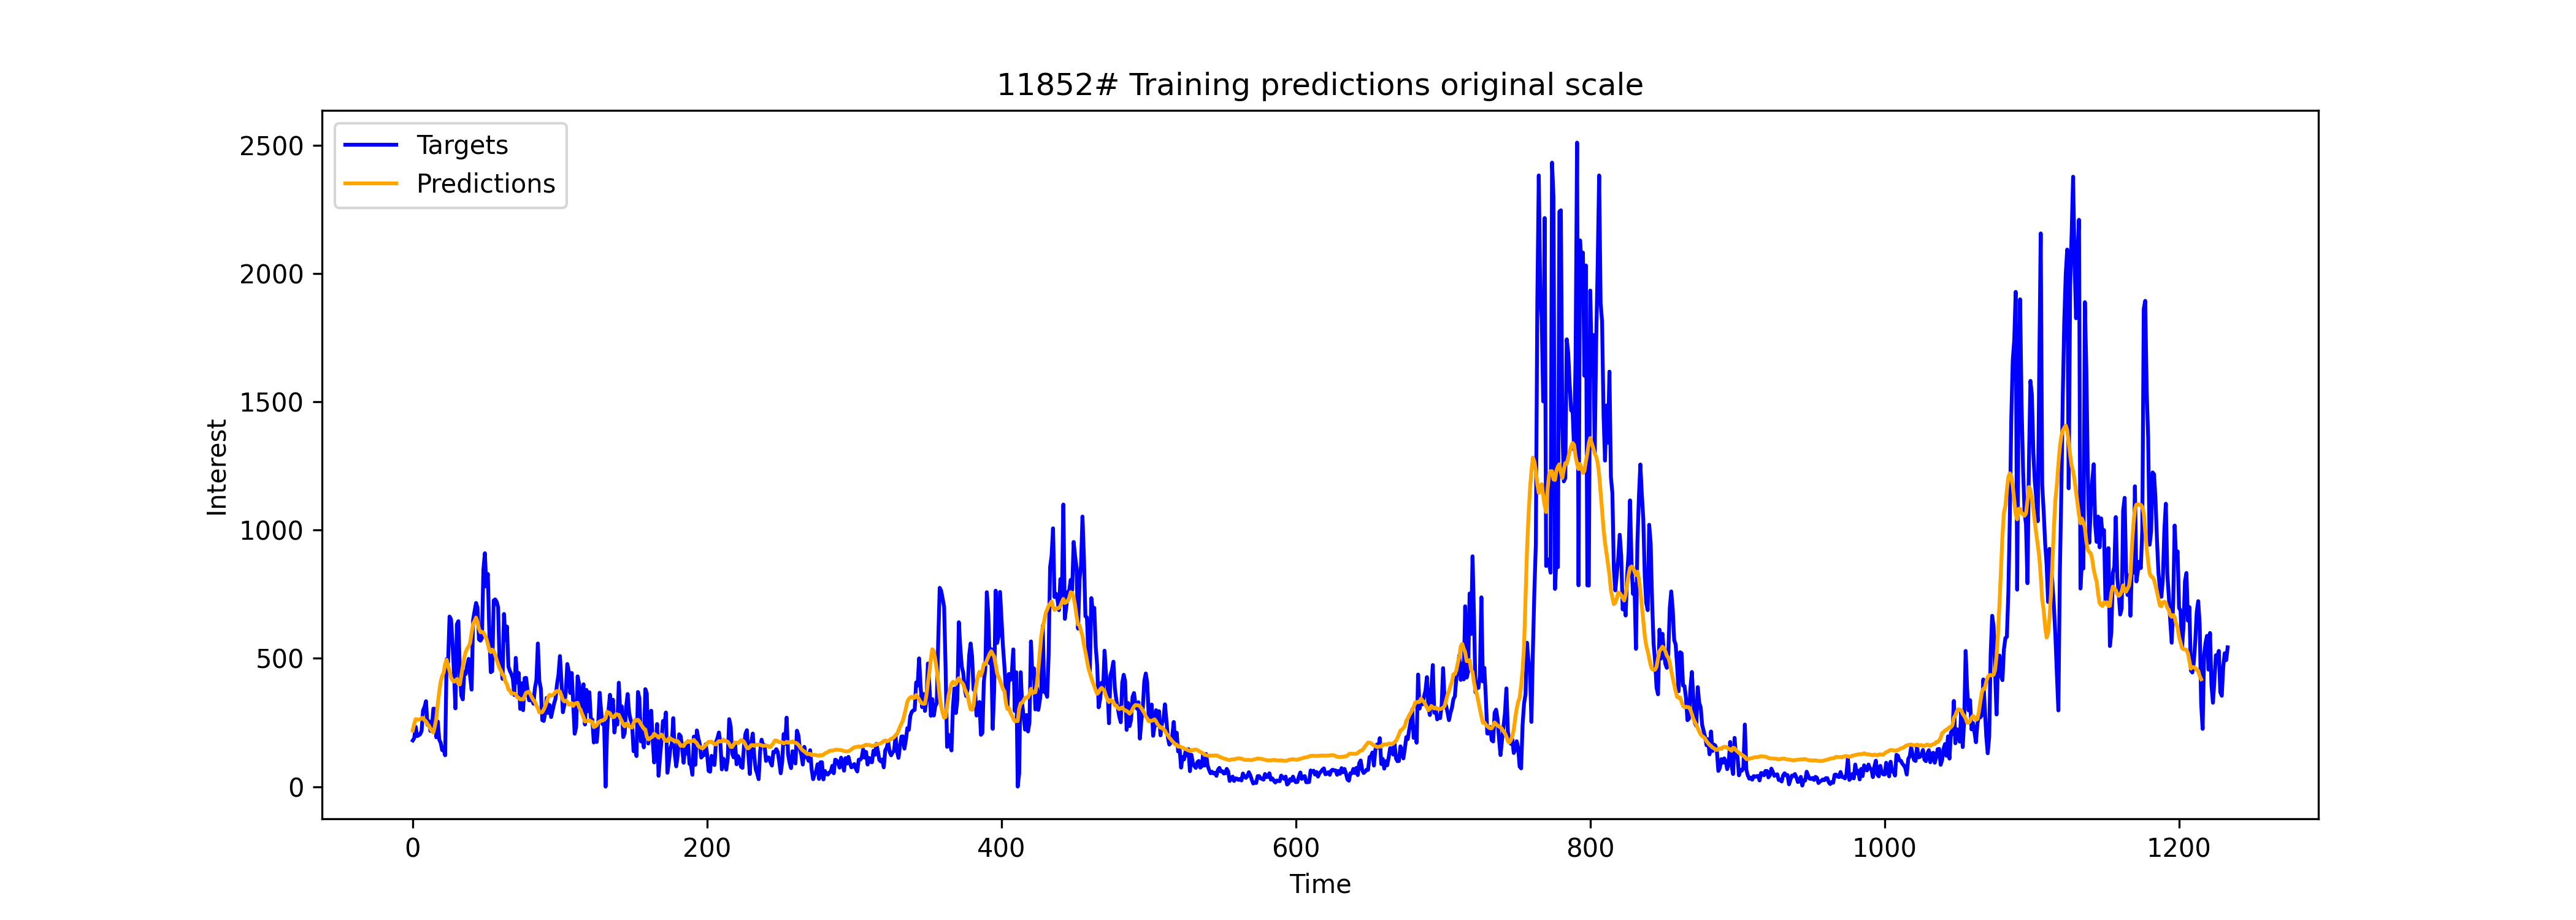 11852# Training predictions original scale
Targets
Predictions
2500
2000
1500
1000
500
0
Interest
0 200 400 600 800 1000 1200
Time